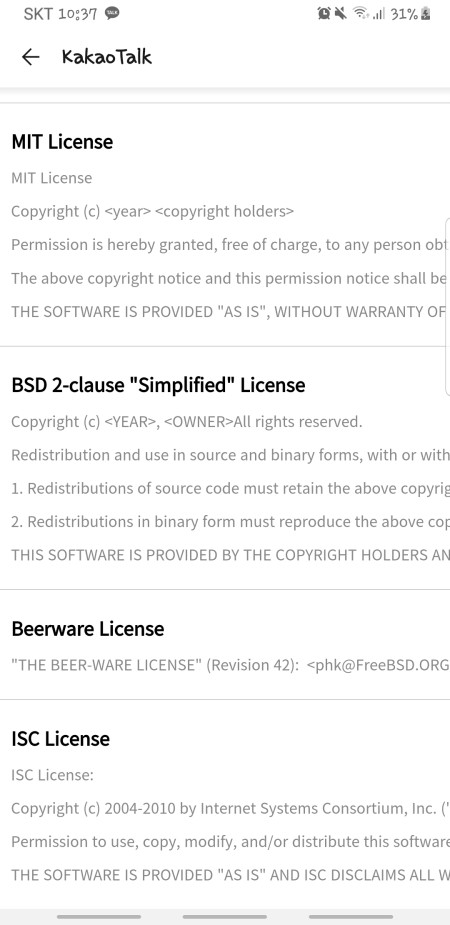 SKT 10:37 TALK 31%
KakaoTalk
MIT License
MIT License
Copyright (c) <year> <copyright holders>
Permission is hereby granted, free of charge, to any person obt
The above copyright notice and this permission notice shall be
THE SOFTWARE IS PROVIDED "AS IS", WITHOUT WARRANTY OF
BSD 2-clause "Simplified" License
Copyright (c) <YEAR>, <OWNER>All rights reserved.
Redistribution and use in source and binary forms, with or with
1. Redistributions of source code must retain the above copyrig
2. Redistributions in binary form must reproduce the above cop
THIS SOFTWARE IS PROVIDED BY THE COPYRIGHT HOLDERS AN
Beerware License
"THE BEER-WARE LICENSE" (Revision 42): <phk@FreeBSD.ORG
ISC License
ISC License:
Copyright (c) 2004-2010 by Internet Systems Consortium, Inc. ("
Permission to use, copy, modify, and/or distribute this software
THE SOFTWARE IS PROVIDED "AS IS" AND ISC DISCLAIMS ALL W